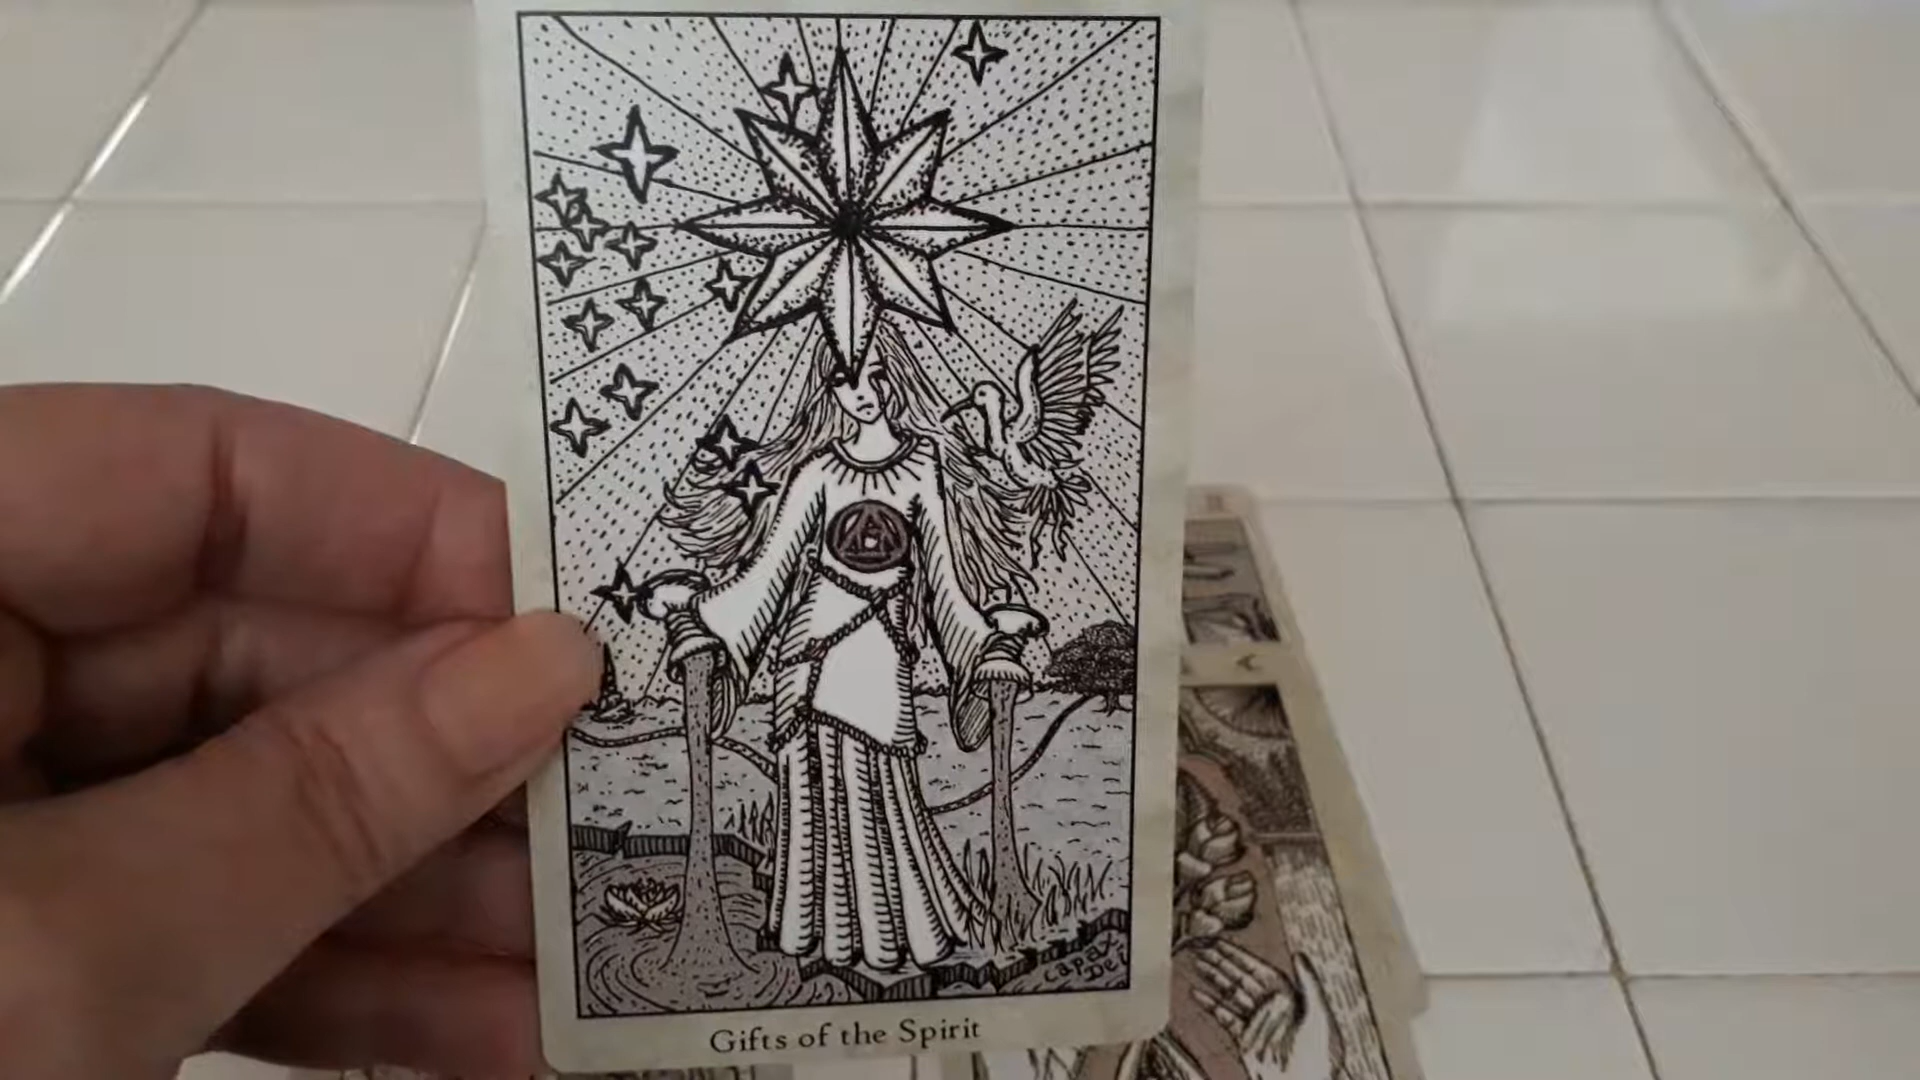 capax
Dei
Gifts of the Spirit